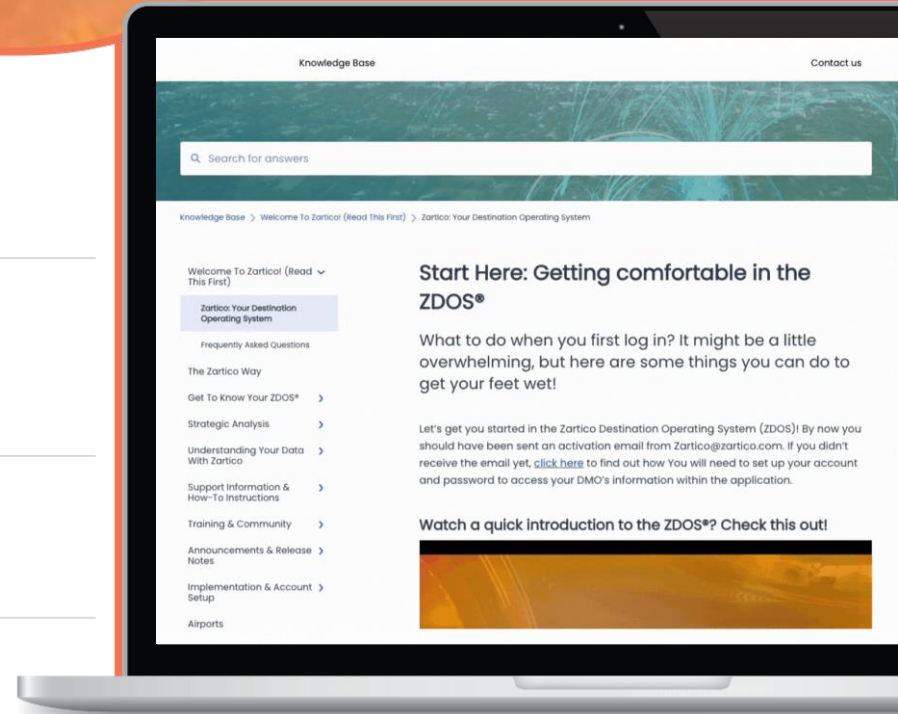 Knowledge Base
Contact us
Search for answers
Knowledge Base > Welcome To Zartico! (Read This First) > Zartico: Your Destination Operating System
Welcome To Zartico! (Read
This First)
Zartico: Your Destination
Operating System
Frequently Asked Questions
The Zartico Way
Get To Know Your ZDOS®
Strategic Analysis
Understanding Your Data
With Zartico
Support Information &
How-To Instructions
Training & Community
Announcements & Release
Notes
Implementation & Account
Setup
Airports
Start Here: Getting comfortable in the
ZDOS®
What to do when you first log in? It might be a little
overwhelming, but here are some things you can do to
get your feet wet!
Let's get you started in the Zartico Destination Operating System (ZDOS)! By now you
should have been sent an activation email from Zartico@zartico.com. If you didn't
receive the email yet, click here to find out how You will need to set up your account
and password to access your DMO's information within the application.
Watch a quick introduction to the ZDOS®? Check this out!